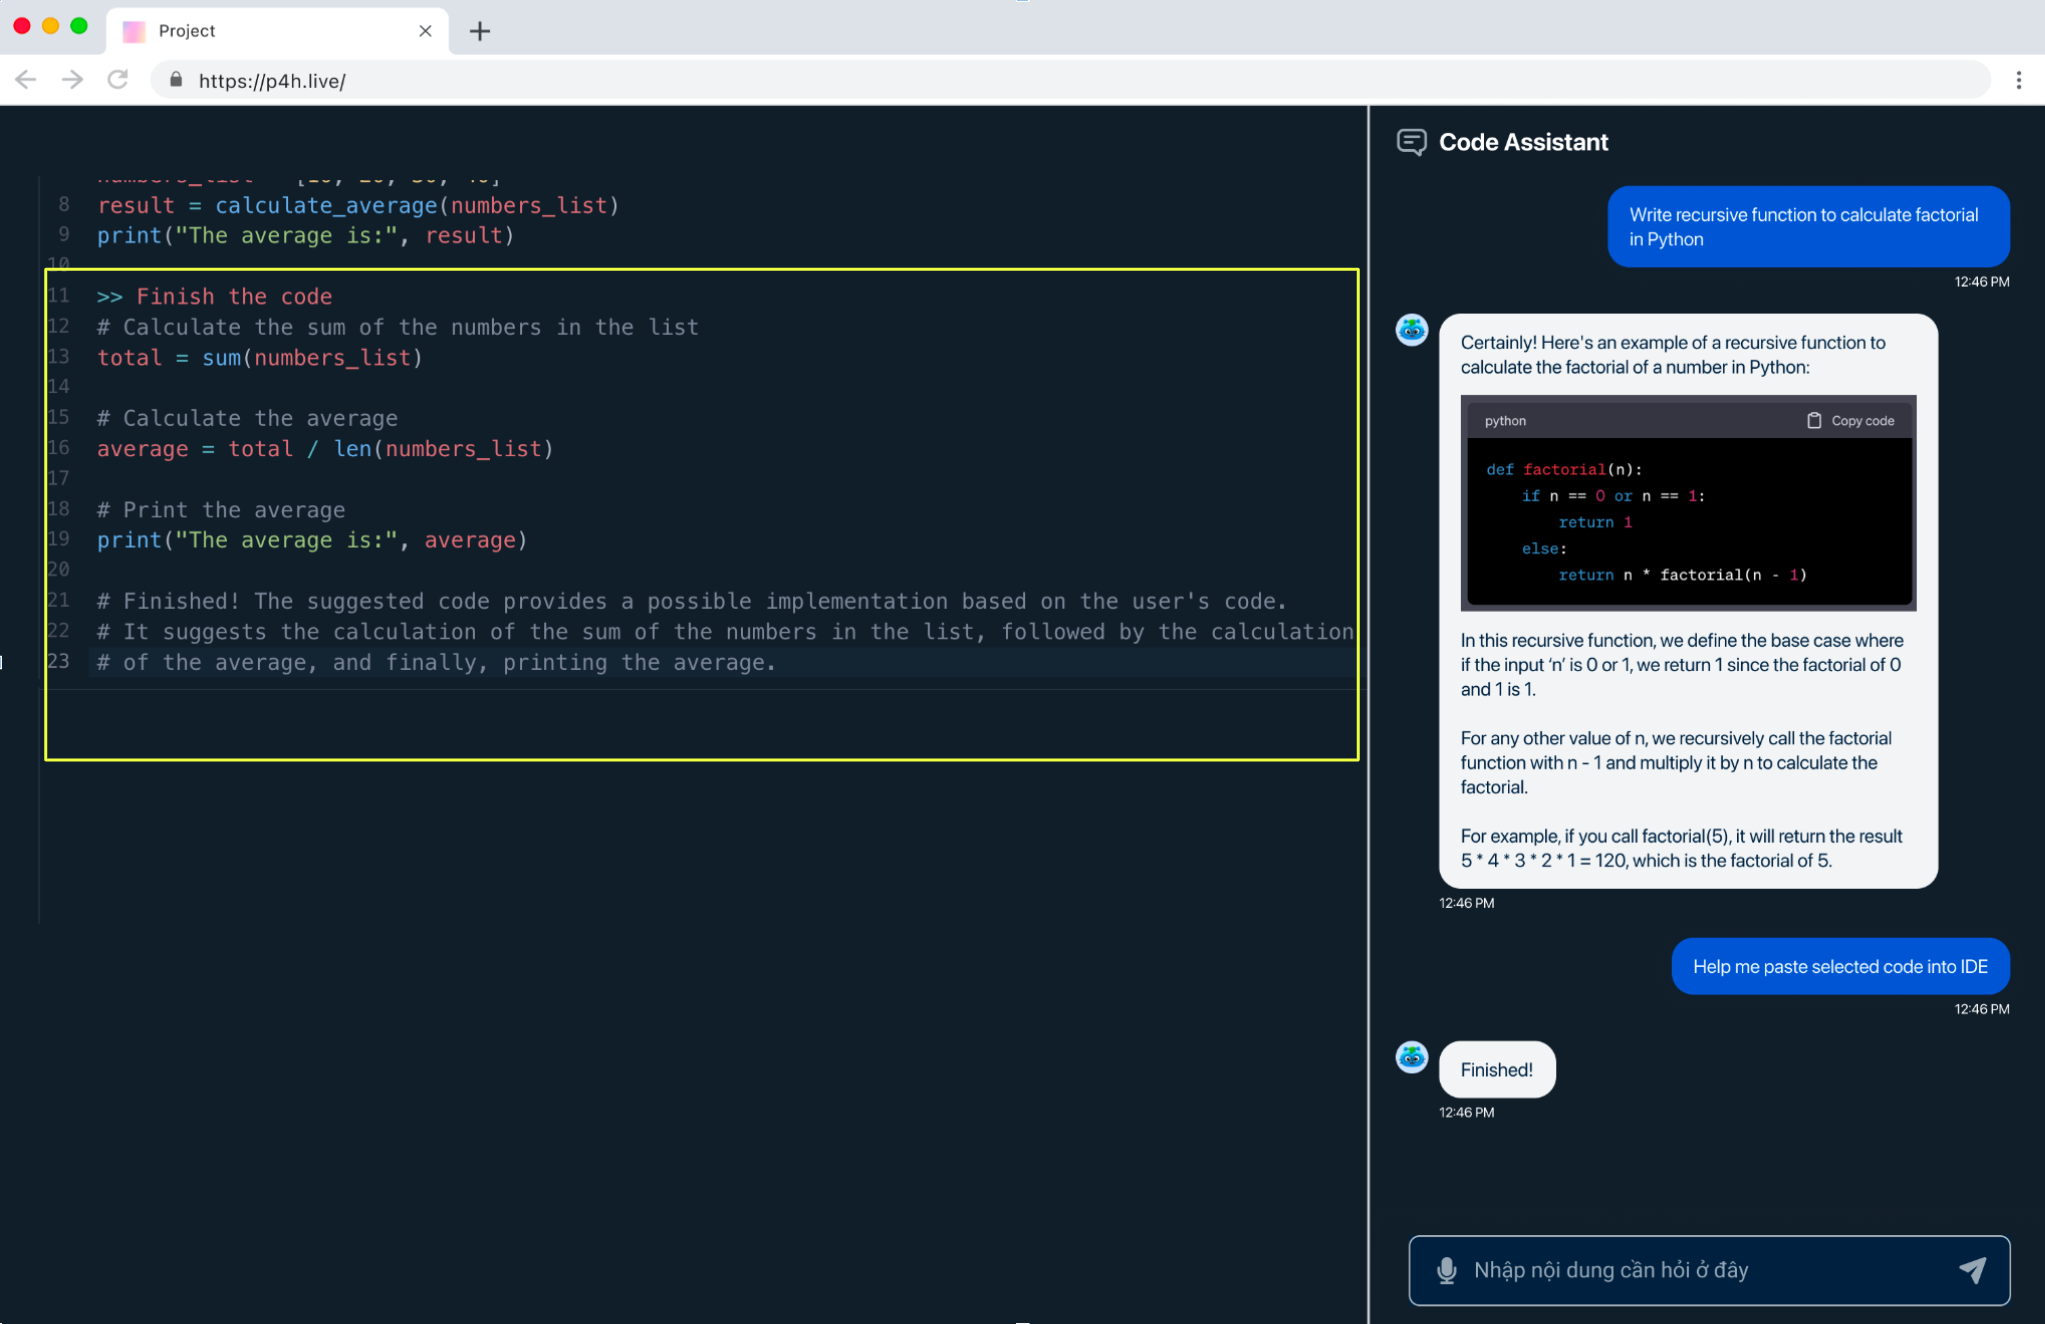 Project
https://p4h.live/
numbers_list = [10, 20, 30, 40]
8 result = calculate_average(numbers_list)
9 print("The average is:", result)
10
11 >> Finish the code
12 # Calculate the sum of the numbers in the list
13 total = sum(numbers_list)
14
15 # Calculate the average
16 average = total / len(numbers_list)
17
18 # Print the average
19 print("The average is:", average)
20
21 # Finished! The suggested code provides a possible implementation based on the user's code.
22 # It suggests the calculation of the sum of the numbers in the list, followed by the calculation
23 # of the average, and finally, printing the average.
Code Assistant
Write recursive function to calculate factorial
in Python
12:46 PM
Certainly! Here's an example of a recursive function to
calculate the factorial of a number in Python:
python
Copy code
def factorial(n):
if n == 0 or n == 1:
return 1
else:
return n * factorial(n - 1)
In this recursive function, we define the base case where
if the input ‘n’ is 0 or 1, we return 1 since the factorial of 0
and 1 is 1.
For any other value of n, we recursively call the factorial
function with n - 1 and multiply it by n to calculate the
factorial.
For example, if you call factorial(5), it will return the result
5 * 4 * 3 * 2 * 1 = 120, which is the factorial of 5.
12:46 PM
Help me paste selected code into IDE
12:46 PM
Finished!
12:46 PM
Nhập nội dung cần hỏi ở đây